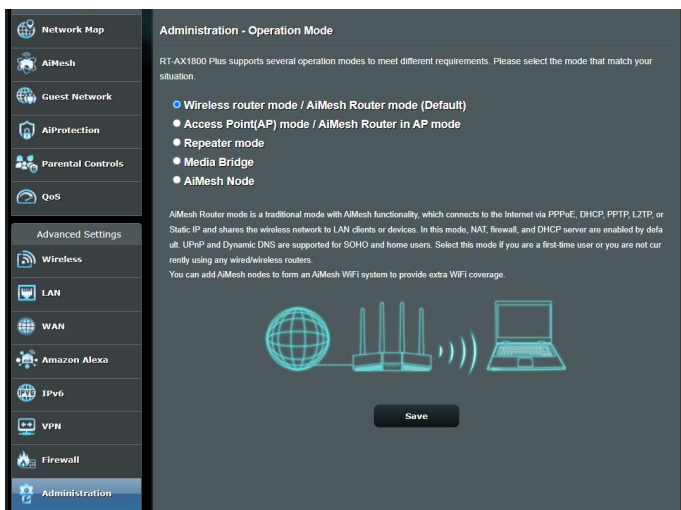 Network Map
AiMesh
Guest Network
AiProtection
Parental Controls
QoS
Advanced Settings
Wireless
LAN
WAN
Amazon Alexa
IPv6
VPN
Firewall
Administration
Administration - Operation Mode
RT-AX1800 Plus supports several operation modes to meet different requirements. Please select the mode that match your
situation.
Wireless router mode / AiMesh Router mode (Default)
Access Point(AP) mode / AiMesh Router in AP mode
Repeater mode
Media Bridge
AiMesh Node
AiMesh Router mode is a traditional mode with AiMesh functionality, which connects to the Internet via PPPoE, DHCP, PPTP, L2TP, or
Static IP and shares the wireless network to LAN clients or devices. In this mode, NAT, firewall, and DHCP server are enabled by defa
ult. UPnP and Dynamic DNS are supported for SOHO and home users. Select this mode if you are a first-time user or you are not cur
rently using any wired/wireless routers.
You can add AiMesh nodes to form an AiMesh WiFi system to provide extra WiFi coverage.
Save